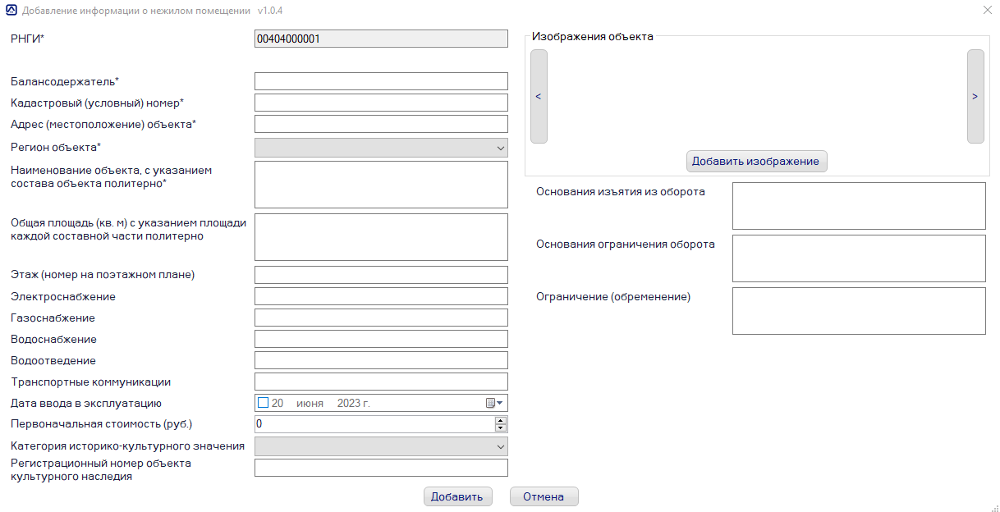 Добавление информации о нежилом помещении v1.0.4
РНГИ*
00404000001
Балансодержатель*
Кадастровый (условный) номер*
Адрес (местоположение) объекта*
Регион объекта*
Наименование объекта, с указанием
состава объекта политерно*
Общая площадь (кв. м) с указанием площади
каждой составной части политерно
Этаж (номер на поэтажном плане)
Электроснабжение
Газоснабжение
Водоснабжение
Водоотведение
Транспортные коммуникации
Дата ввода в эксплуатацию
20 июня 2023 г.
Первоначальная стоимость (руб.)
0
Категория историко-культурного значения
Регистрационный номер объекта
культурного наследия
Изображения объекта
<
>
Добавить изображение
Основания изъятия из оборота
Основания ограничения оборота
Ограничение (обременение)
Добавить
Отмена